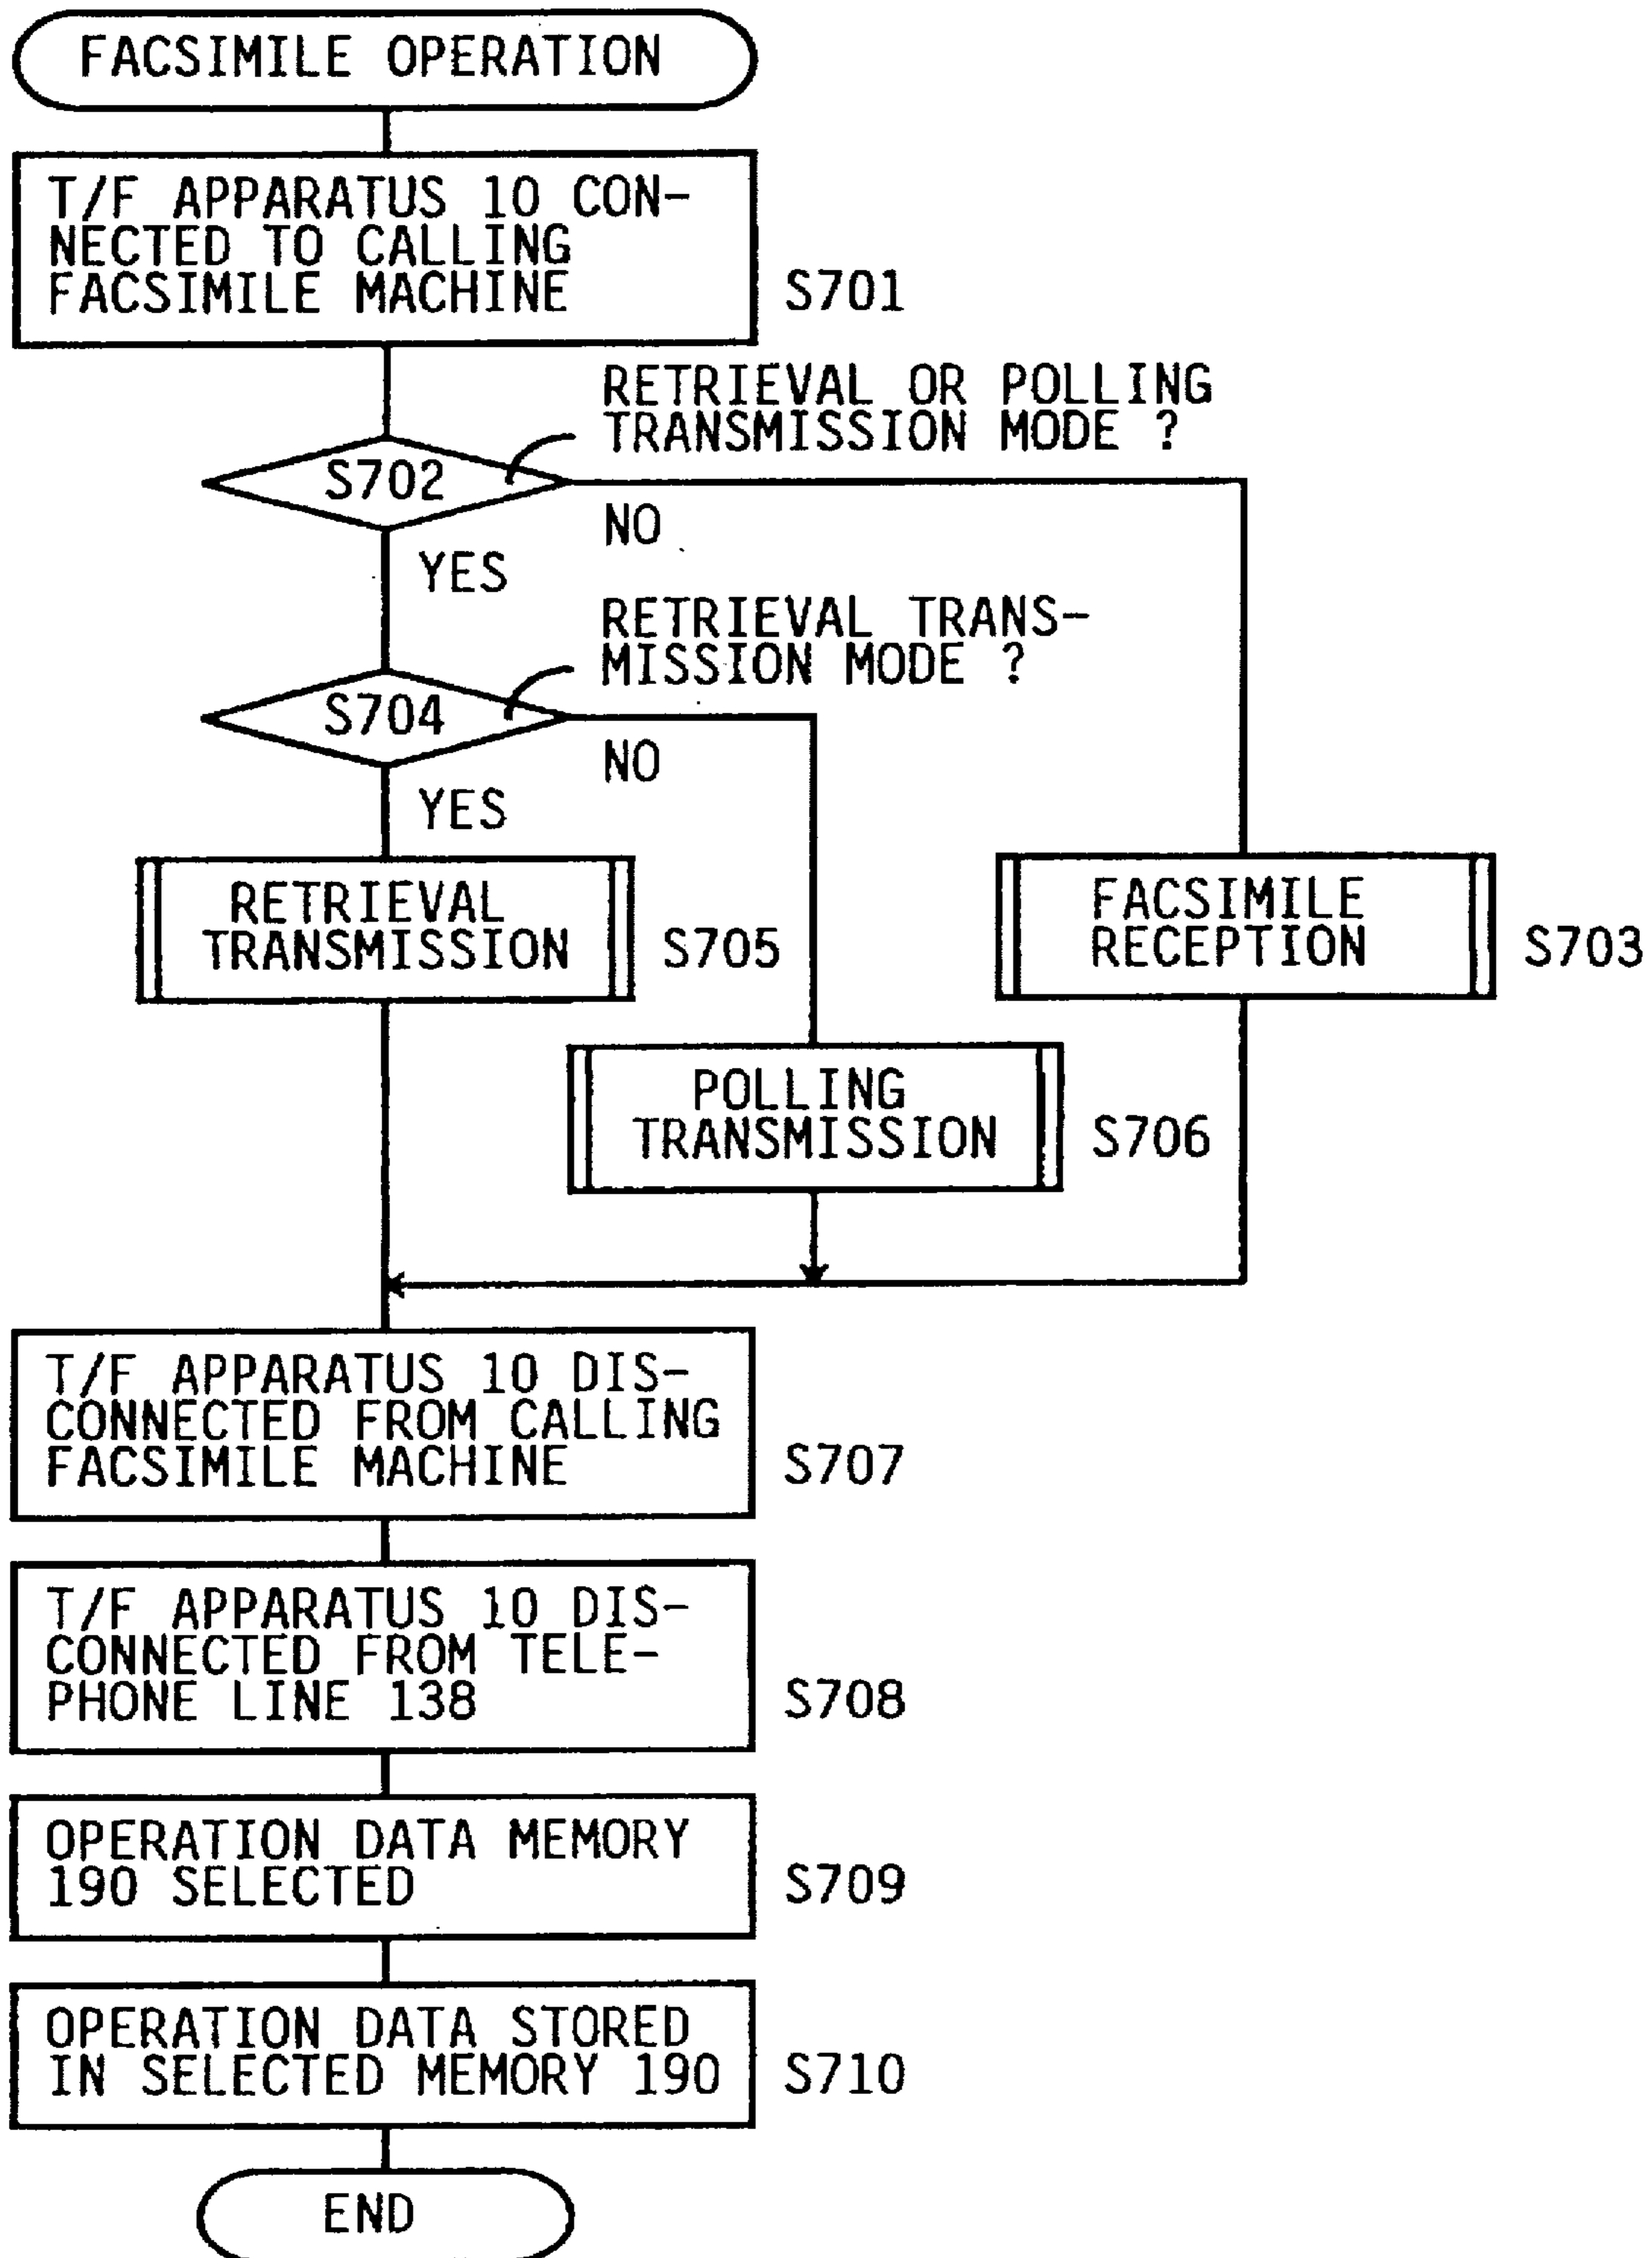 FACSIMILE OPERATION
T/F APPARATUS 10 CON-
NECTED TO CALLING
FACSIMILE MACHINE
S701
RETRIEVAL OR POLLING
TRANSMISSION MODE ?
S702
NO
YES
RETRIEVAL TRANS-
MISSION MODE ?
S704
NO
YES
RETRIEVAL
TRANSMISSION
S705
FACSIMILE
RECEPTION
S703
POLLING
TRANSMISSION
S706
T/F APPARATUS 10 DIS-
CONNECTED FROM CALLING
FACSIMILE MACHINE
S707
T/F APPARATUS 10 DIS-
CONNECTED FROM TELE-
PHONE LINE 138
S708
OPERATION DATA MEMORY
190 SELECTED
S709
OPERATION DATA STORED
IN SELECTED MEMORY 190
S710
END